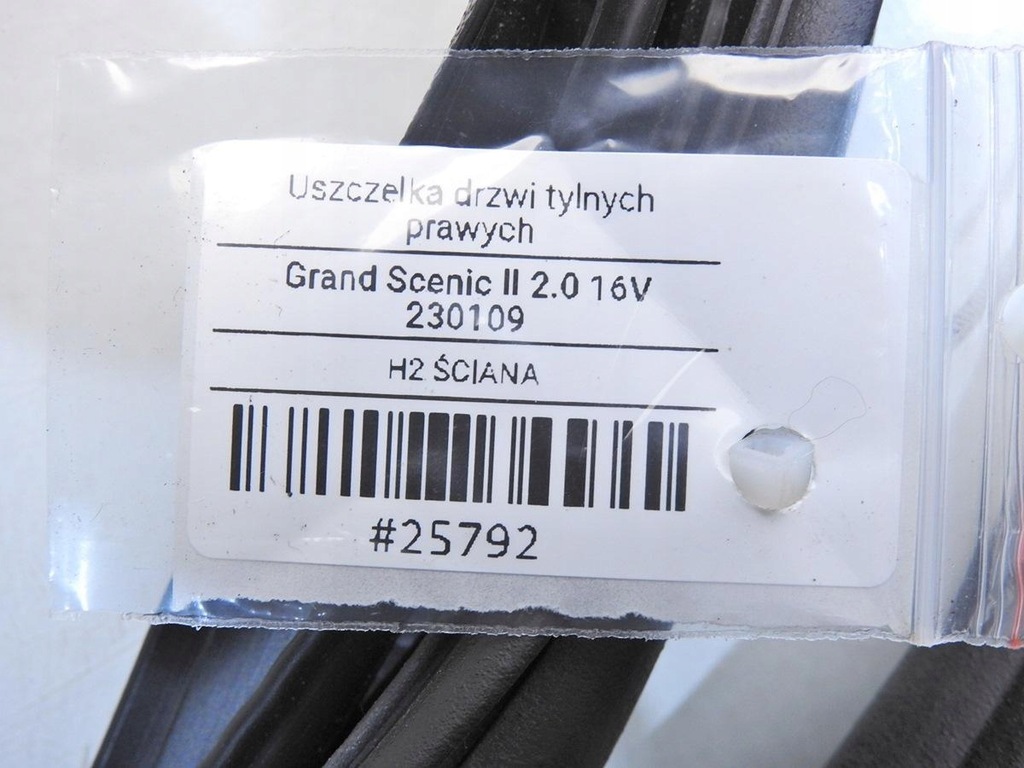 Uszczelka drzwi tylnych
prawych
Grand Scenic II 2.0 16V
230109
H2 ŚCIANA
#25792